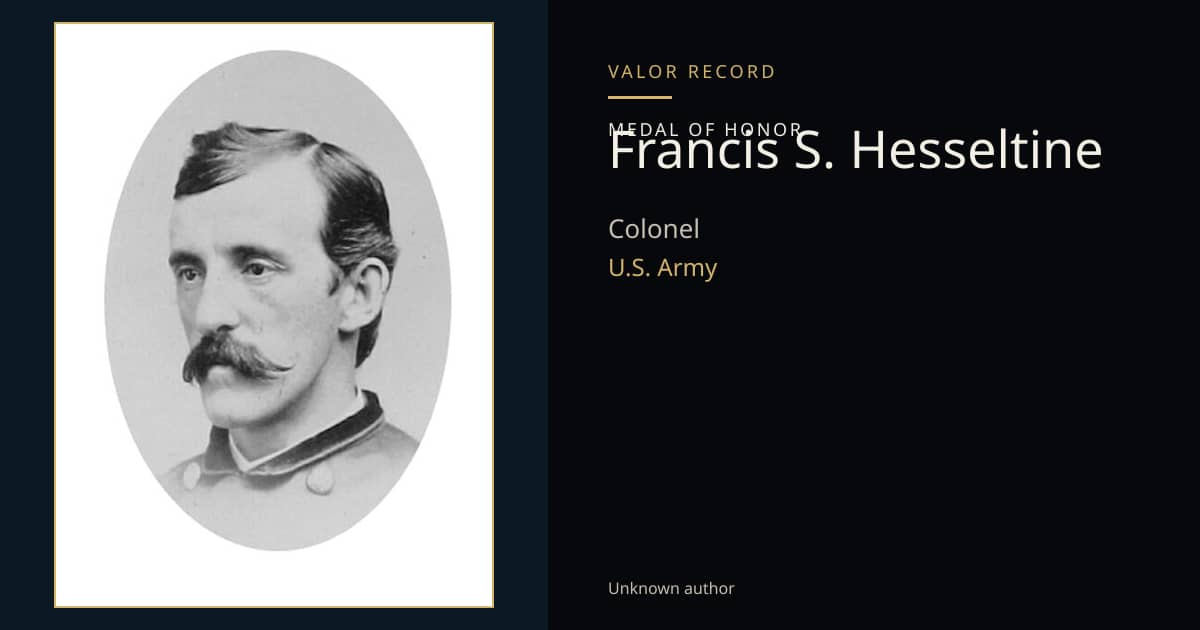 VALOR RECORD
MEDAL OF HONOR
Francis S. Hesseltine
Colonel
U.S. Army
Unknown author